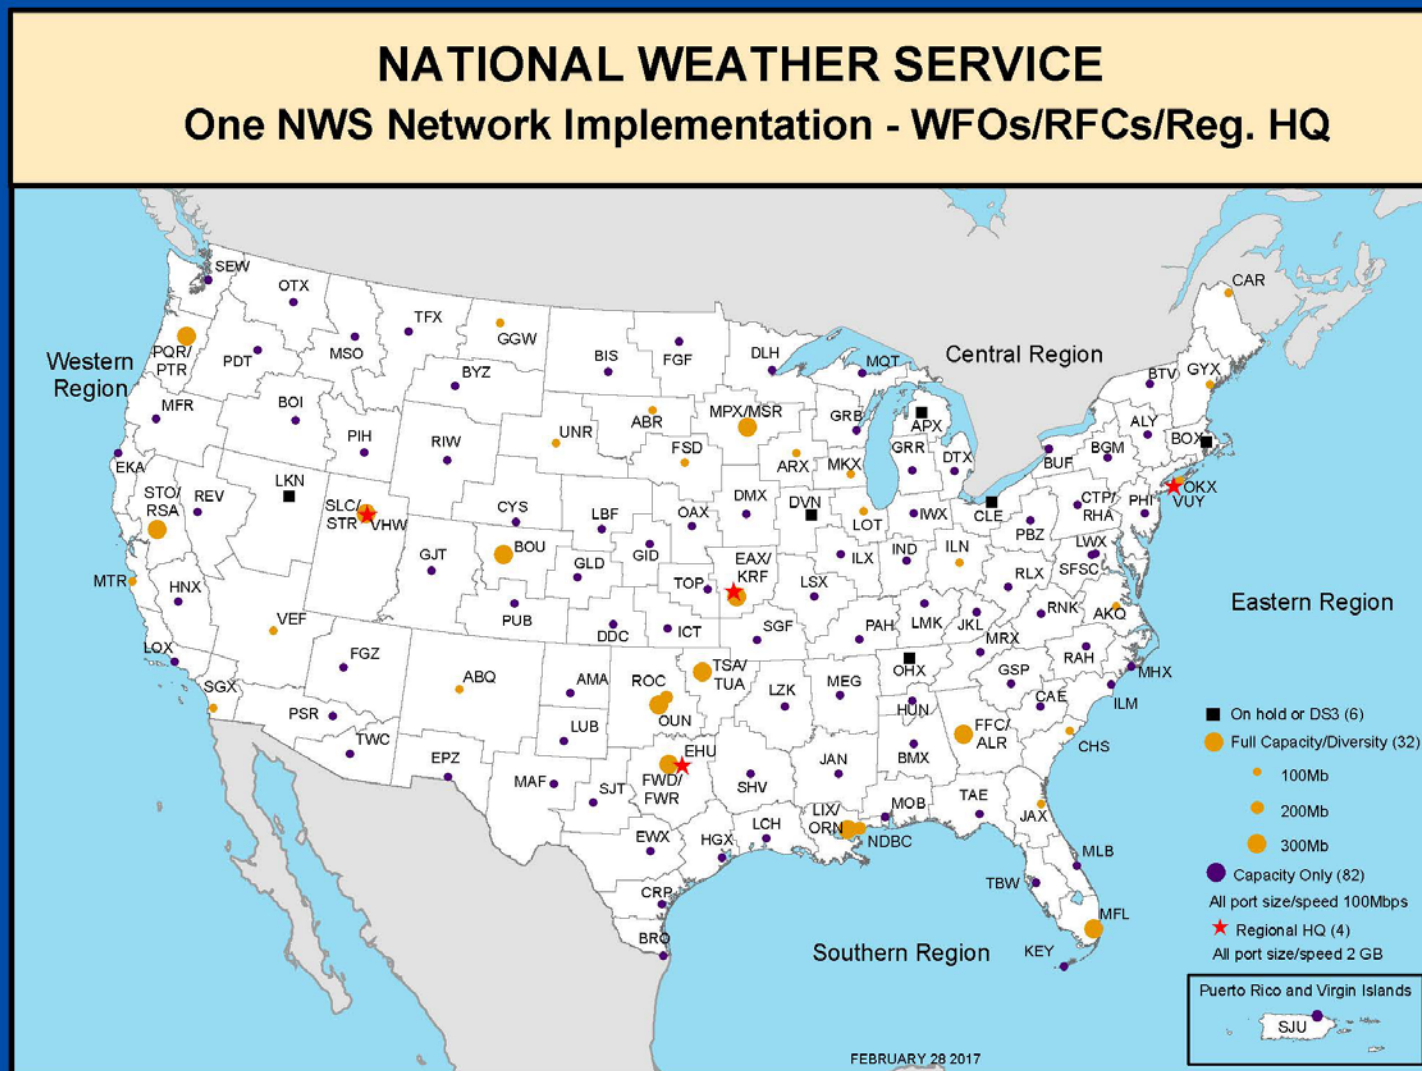 NATIONAL WEATHER SERVICE
One NWS Network Implementation - WFOs/RFCs/Reg. HQ
Western
Region
Central Region
Eastern Region
Southern Region
SEW
OTX
TFX
GGW
PQR/
PTR
PDT
MSO
BIS
FGF
DLH
MQT
CAR
BYZ
BTV
GYX
MFR
BOI
PIH
RIW
UNR
ABR
MPX/MSR
GRB
APX
ALY
BOX
FSD
ARX
MKX
GRR
DTX
BUF
BGM
EKA
STO/
RSA
REV
LKN
SLC/
STR
VHW
CYS
LBF
OAX
DMX
DVN
LOT
IWX
CLE
PBZ
CTP/
RHA
PHI
OKX
VUY
GJT
BOU
GLD
GID
EAX/
KRF
TOP
LSX
ILX
IND
ILN
LWX
SFSC
RLX
MTR
HNX
VEF
PUB
DDC
ICT
SGF
PAH
LMK
JKL
RNK
AKQ
LOX
FGZ
MRX
RAH
MHX
SGX
ABQ
AMA
ROC
TSA/
TUA
LZK
MEG
OHX
GSP
PSR
TWC
LUB
OUN
HUN
CAE
ILM
EPZ
MAF
EHU
FWD/
FWR
SHV
JAN
BMX
FFC/
ALR
CHS
SJT
EWX
HGX
LCH
LIX/
ORN
MOB
NDBC
TAE
JAX
MLB
TBW
CRP
BRO
MFL
KEY
On hold or DS3 (6)
Full Capacity/Diversity (32)
100Mb
200Mb
300Mb
Capacity Only (82)
All port size/speed 100Mbps
Regional HQ (4)
All port size/speed 2 GB
Puerto Rico and Virgin Islands
SJU
FEBRUARY 28 2017